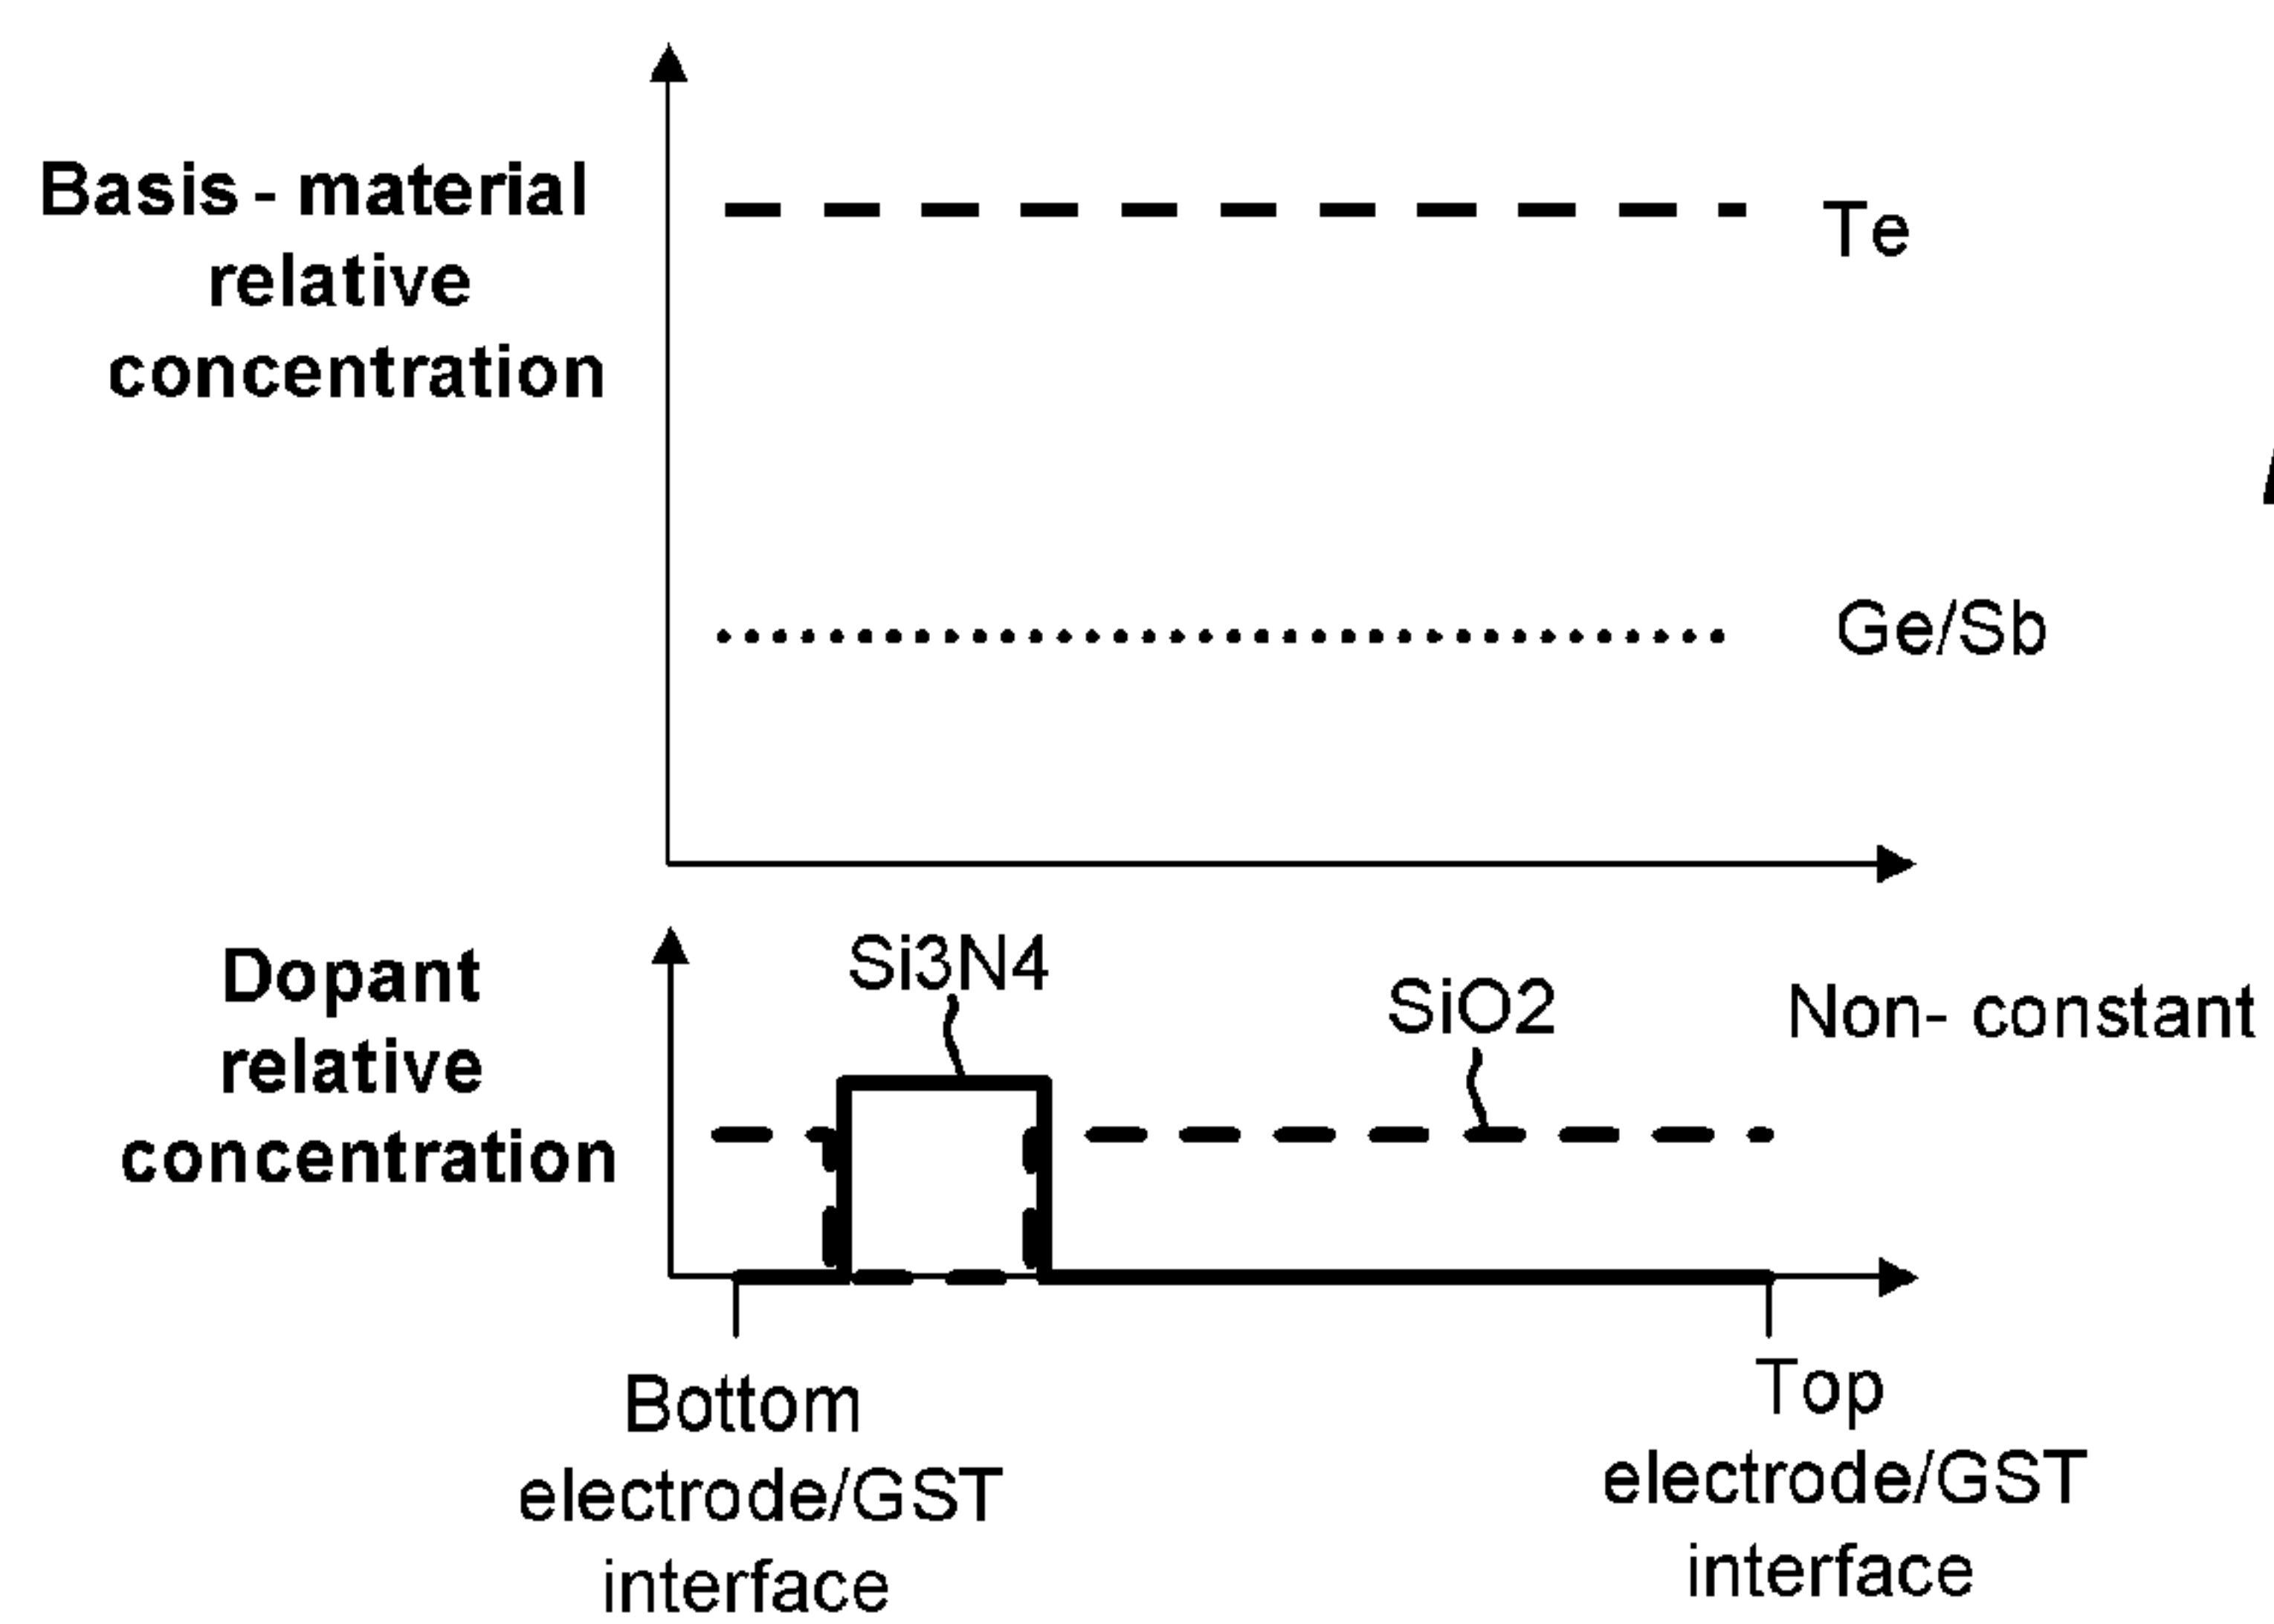 Basis - material
relative
concentration
Te
Ge/Sb
Dopant
relative
concentration
Si3N4
SiO2
Non- constant
Bottom
electrode/GST
interface
Top
electrode/GST
interface